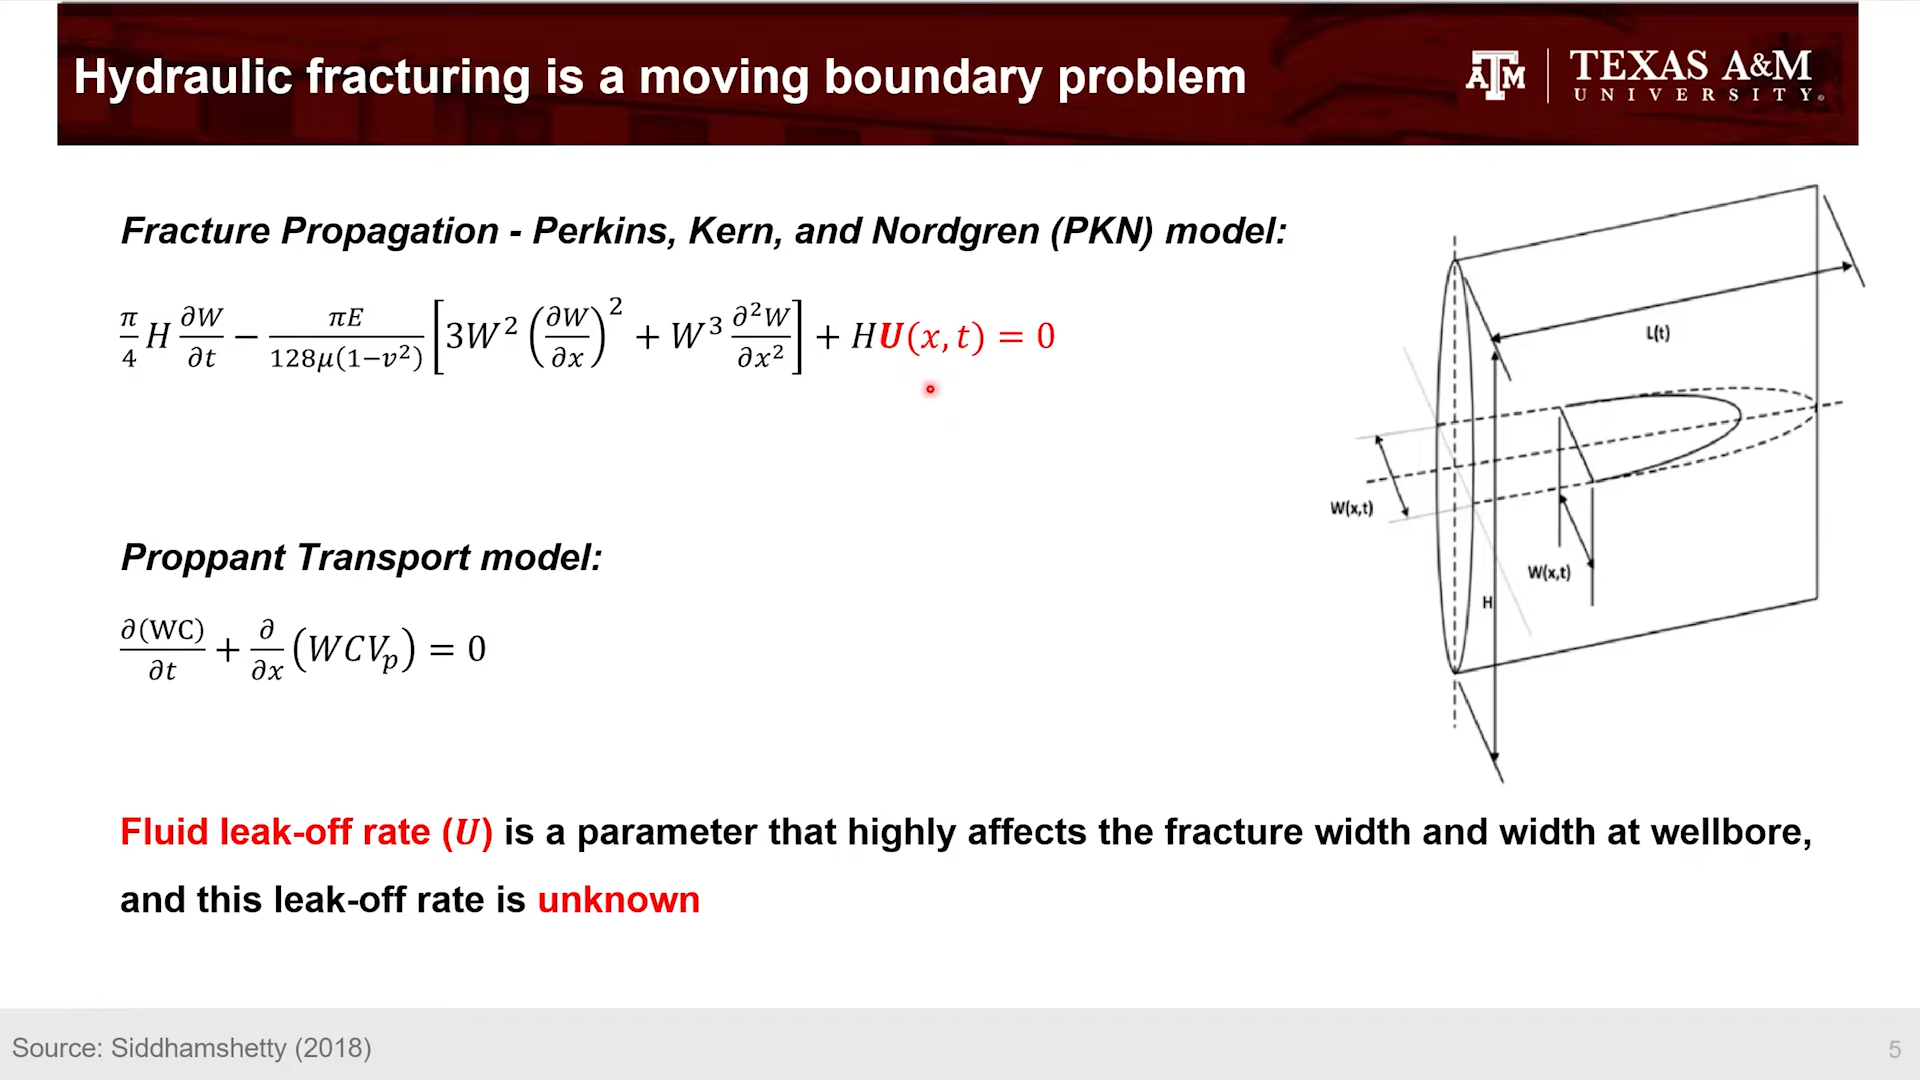 Hydraulic fracturing is a moving boundary problem
ATM
TEXAS A&M
UNIVERSITY®
Fracture Propagation - Perkins, Kern, and Nordgren (PKN) model:
π/4 H ∂W/∂t − πE/128μ(1−v²) [3W² (∂W/∂x)² + W³ ∂²W/∂x²] + HU(x, t) = 0
L(t)
W(x,t)
W(x,t)
H
Proppant Transport model:
∂(WC)/∂t + ∂/∂x (WCVₚ) = 0
Fluid leak-off rate (U) is a parameter that highly affects the fracture width and width at wellbore,
and this leak-off rate is unknown
Source: Siddhamshetty (2018)
5